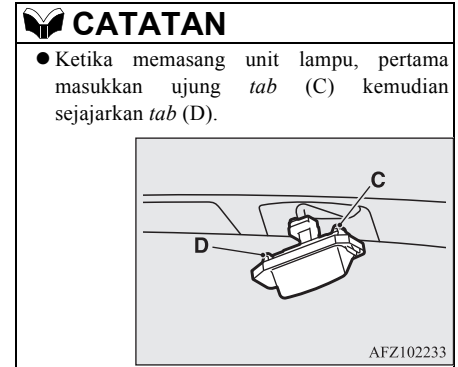 CATATAN
● Ketika memasang unit lampu, pertama
masukkan ujung tab (C) kemudian
sejajarkan tab (D).
C
D
AFZ102233